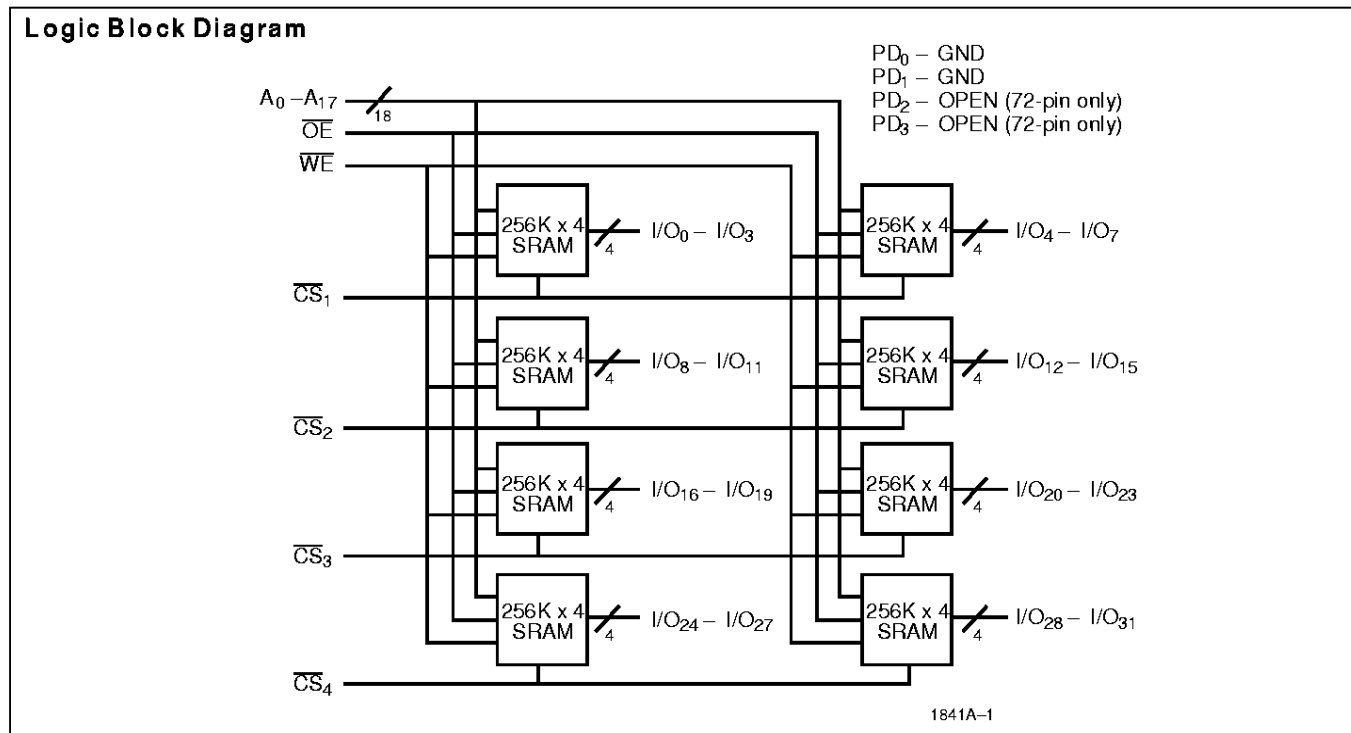 Logic Block Diagram
PD0 – GND
PD1 – GND
PD2 – OPEN (72-pin only)
PD3 – OPEN (72-pin only)
A0 –A17
18
OE
WE
256K x 4
SRAM
4
I/O0 – I/O3
256K x 4
SRAM
4
I/O4 – I/O7
CS1
256K x 4
SRAM
4
I/O8 – I/O11
256K x 4
SRAM
4
I/O12 – I/O15
CS2
256K x 4
SRAM
4
I/O16 – I/O19
256K x 4
SRAM
4
I/O20 – I/O23
CS3
256K x 4
SRAM
4
I/O24 – I/O27
256K x 4
SRAM
4
I/O28 – I/O31
CS4
1841A–1